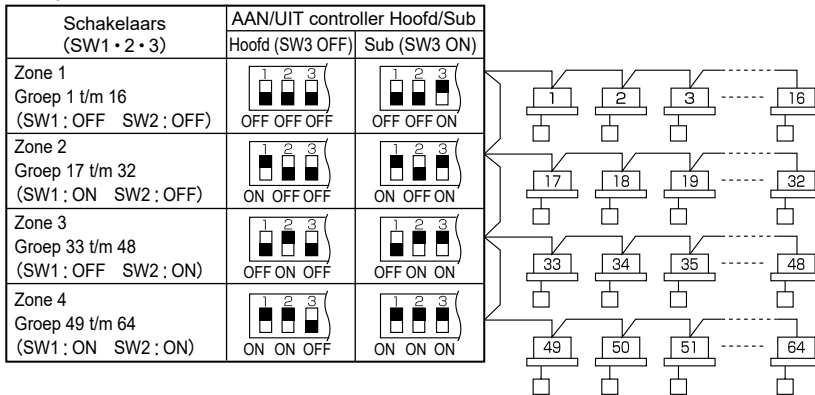 Schakelaars
(SW1・2・3)
AAN/UIT controller Hoofd/Sub
Hoofd (SW3 OFF)
Sub (SW3 ON)
Zone 1
Groep 1 t/m 16
(SW1: OFF SW2: OFF)
1 2 3
OFF OFF OFF
1 2 3
OFF OFF ON
1 2 3 16
Zone 2
Groep 17 t/m 32
(SW1: ON SW2: OFF)
1 2 3
ON OFF OFF
1 2 3
ON OFF ON
17 18 19 32
Zone 3
Groep 33 t/m 48
(SW1: OFF SW2: ON)
1 2 3
OFF ON OFF
1 2 3
OFF ON ON
33 34 35 48
Zone 4
Groep 49 t/m 64
(SW1: ON SW2: ON)
1 2 3
ON ON OFF
1 2 3
ON ON ON
49 50 51 64